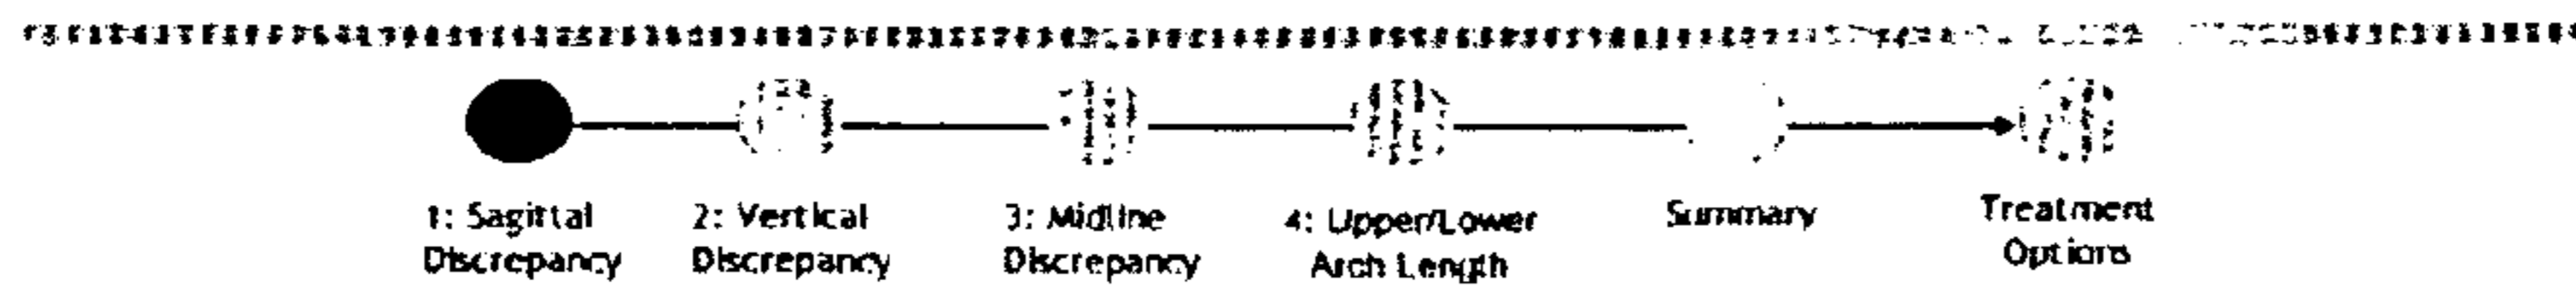 1: Sagittal
Discrepancy
2: Vertical
Discrepancy
3: Midline
Discrepancy
4: Upper/Lower
Arch Length
Summary
Treatment
Options